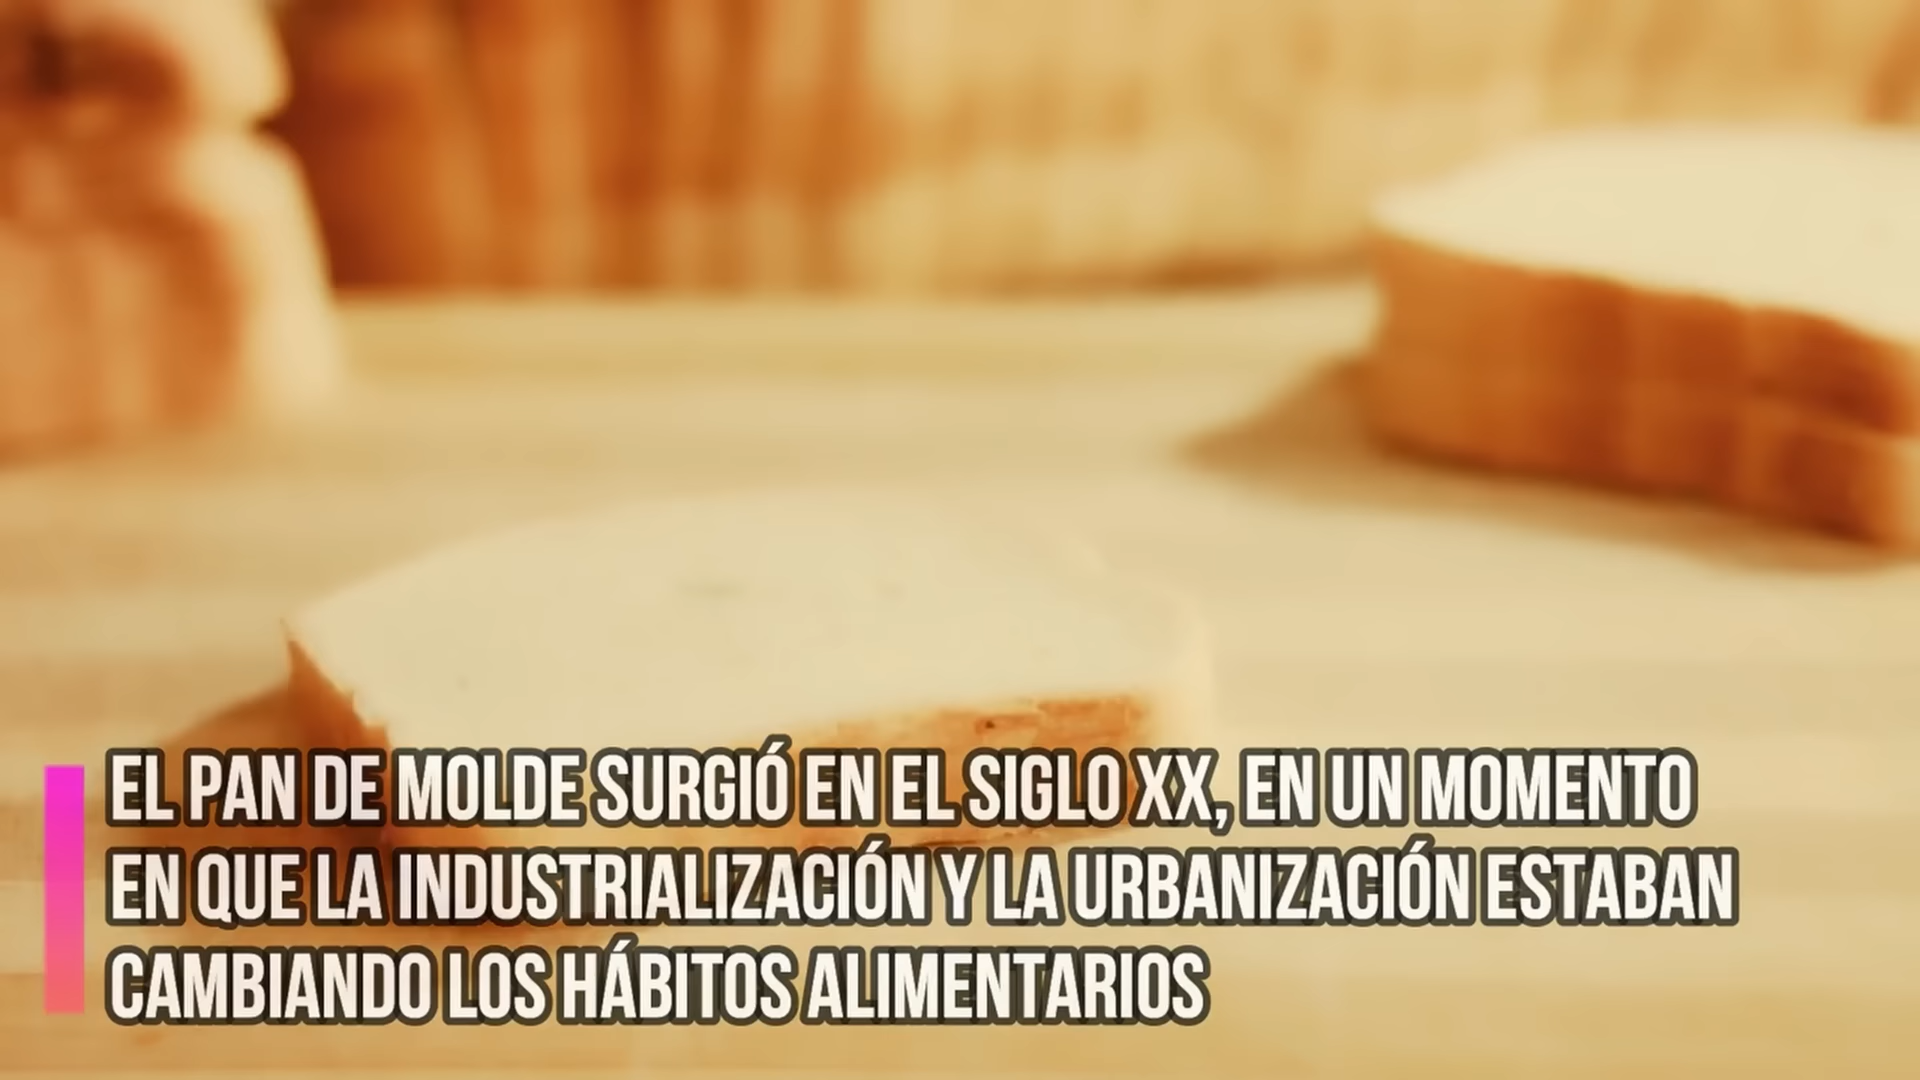 EL PAN DE MOLDE SURGIÓ EN EL SIGLO XX, EN UN MOMENTO
EN QUE LA INDUSTRIALIZACIÓN Y LA URBANIZACIÓN ESTABAN
CAMBIANDO LOS HÁBITOS ALIMENTARIOS